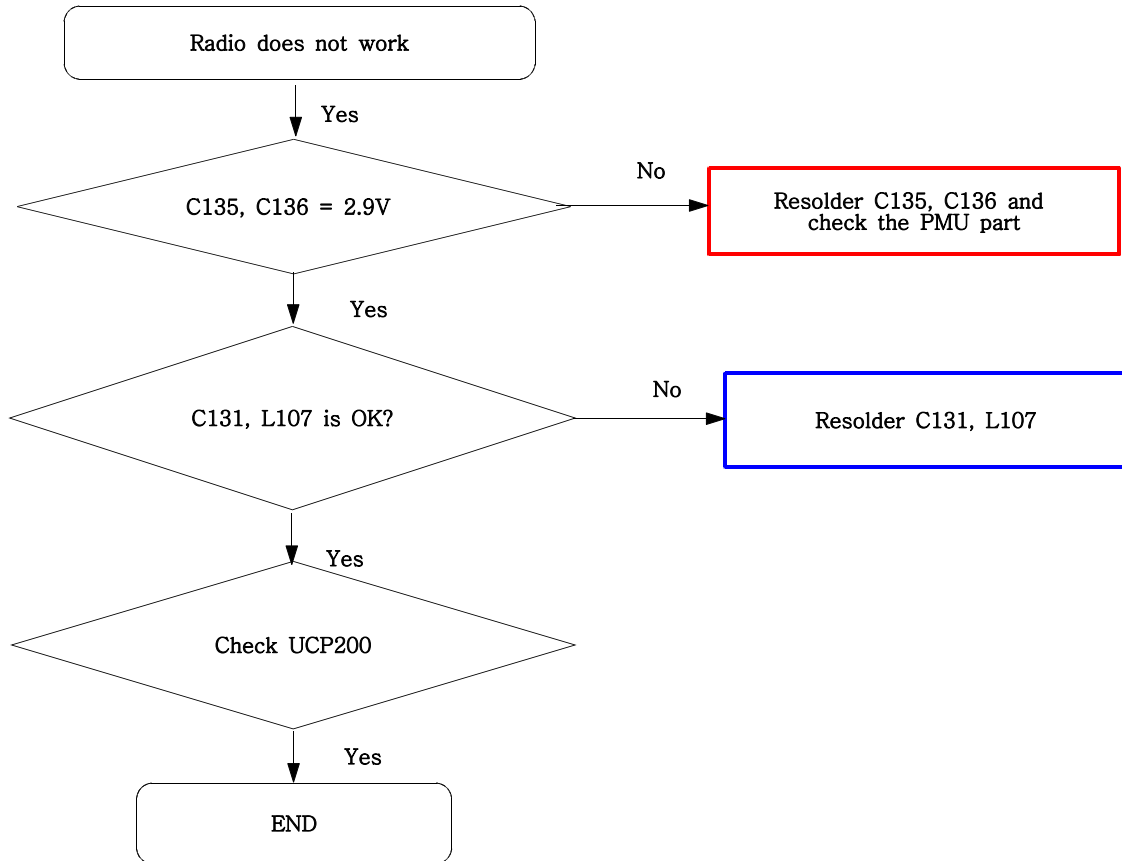 Radio does not work
Yes
C135, C136 = 2.9V
No
Resolder C135, C136 and
check the PMU part
Yes
C131, L107 is OK?
No
Resolder C131, L107
Yes
Check UCP200
Yes
END